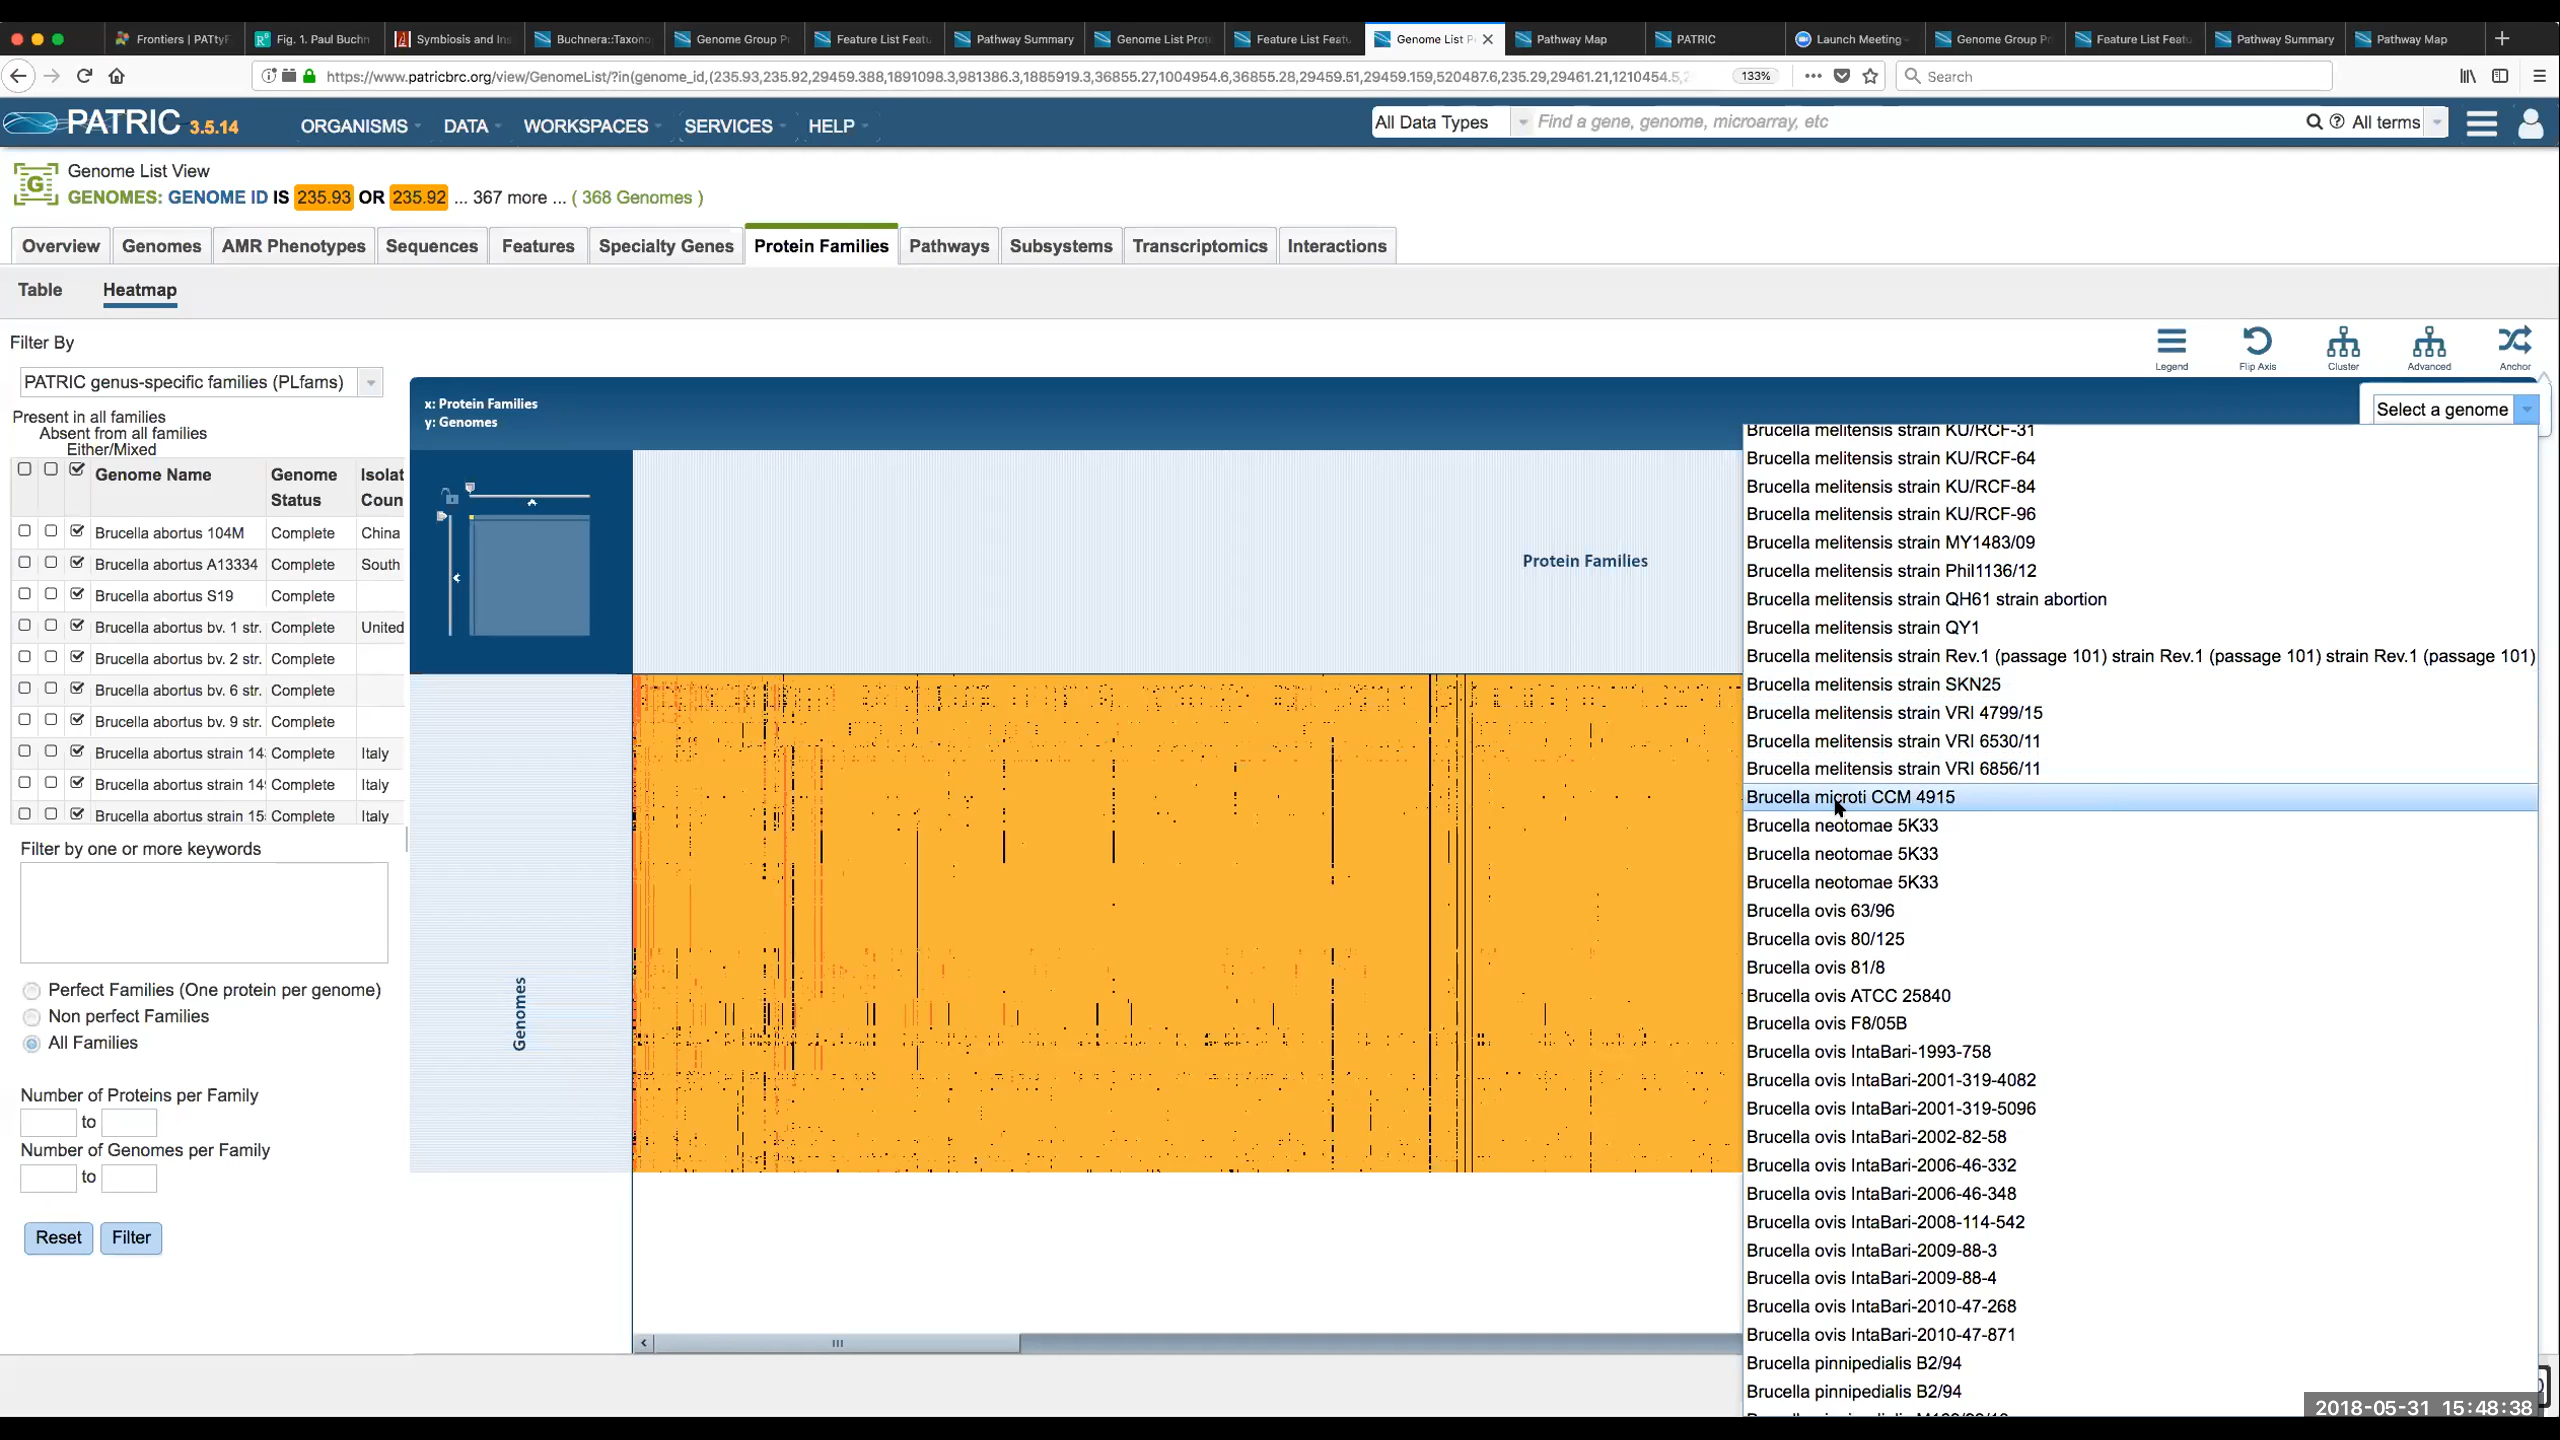 Frontiers | PATtyF
Fig. 1. Paul Buchn
Symbiosis and Ins
Buchnera::Taxono
Genome Group Pr
Feature List Featu
Pathway Summary
Genome List Prot
Feature List Featu
Genome List P
Pathway Map
PATRIC
Launch Meeting
Genome Group Pr
Feature List Featu
Pathway Summary
Pathway Map
https://www.patricbrc.org/view/GenomeList/?in(genome_id,(235.93,235.92,29459.388,1891098.3,981386.3,1885919.3,36855.27,1004954.6,36855.28,29459.51,29459.159,520487.6,235.29,29461.21,1210454.5,2
133%
Search
PATRIC 3.5.14
ORGANISMS
DATA
WORKSPACES
SERVICES
HELP
All Data Types
Find a gene, genome, microarray, etc
All terms
Genome List View
GENOMES: GENOME ID IS 235.93 OR 235.92 ... 367 more ... ( 368 Genomes )
Overview
Genomes
AMR Phenotypes
Sequences
Features
Specialty Genes
Protein Families
Pathways
Subsystems
Transcriptomics
Interactions
Table
Heatmap
Filter By
Legend
Flip Axis
Cluster
Advanced
Anchor
PATRIC genus-specific families (PLfams)
Present in all families
Absent from all families
Either/Mixed
Genome Name
Genome Status
Isolat Coun
Brucella abortus 104M Complete China
Brucella abortus A13334 Complete South
Brucella abortus S19 Complete
Brucella abortus bv. 1 str. Complete United
Brucella abortus bv. 2 str. Complete
Brucella abortus bv. 6 str. Complete
Brucella abortus bv. 9 str. Complete
Brucella abortus strain 14 Complete Italy
Brucella abortus strain 14 Complete Italy
Brucella abortus strain 15 Complete Italy
Filter by one or more keywords
Perfect Families (One protein per genome)
Non perfect Families
All Families
Number of Proteins per Family
to
Number of Genomes per Family
to
Reset
Filter
x: Protein Families
y: Genomes
Protein Families
Genomes
Select a genome
Brucella melitensis strain KU/RCF-31
Brucella melitensis strain KU/RCF-64
Brucella melitensis strain KU/RCF-84
Brucella melitensis strain KU/RCF-96
Brucella melitensis strain MY1483/09
Brucella melitensis strain Phil1136/12
Brucella melitensis strain QH61 strain abortion
Brucella melitensis strain QY1
Brucella melitensis strain Rev.1 (passage 101) strain Rev.1 (passage 101) strain Rev.1 (passage 101)
Brucella melitensis strain SKN25
Brucella melitensis strain VRI 4799/15
Brucella melitensis strain VRI 6530/11
Brucella melitensis strain VRI 6856/11
Brucella microti CCM 4915
Brucella neotomae 5K33
Brucella neotomae 5K33
Brucella neotomae 5K33
Brucella ovis 63/96
Brucella ovis 80/125
Brucella ovis 81/8
Brucella ovis ATCC 25840
Brucella ovis F8/05B
Brucella ovis IntaBari-1993-758
Brucella ovis IntaBari-2001-319-4082
Brucella ovis IntaBari-2001-319-5096
Brucella ovis IntaBari-2002-82-58
Brucella ovis IntaBari-2006-46-332
Brucella ovis IntaBari-2006-46-348
Brucella ovis IntaBari-2008-114-542
Brucella ovis IntaBari-2009-88-3
Brucella ovis IntaBari-2009-88-4
Brucella ovis IntaBari-2010-47-268
Brucella ovis IntaBari-2010-47-871
Brucella pinnipedialis B2/94
Brucella pinnipedialis B2/94
2018-05-31 15:48:38